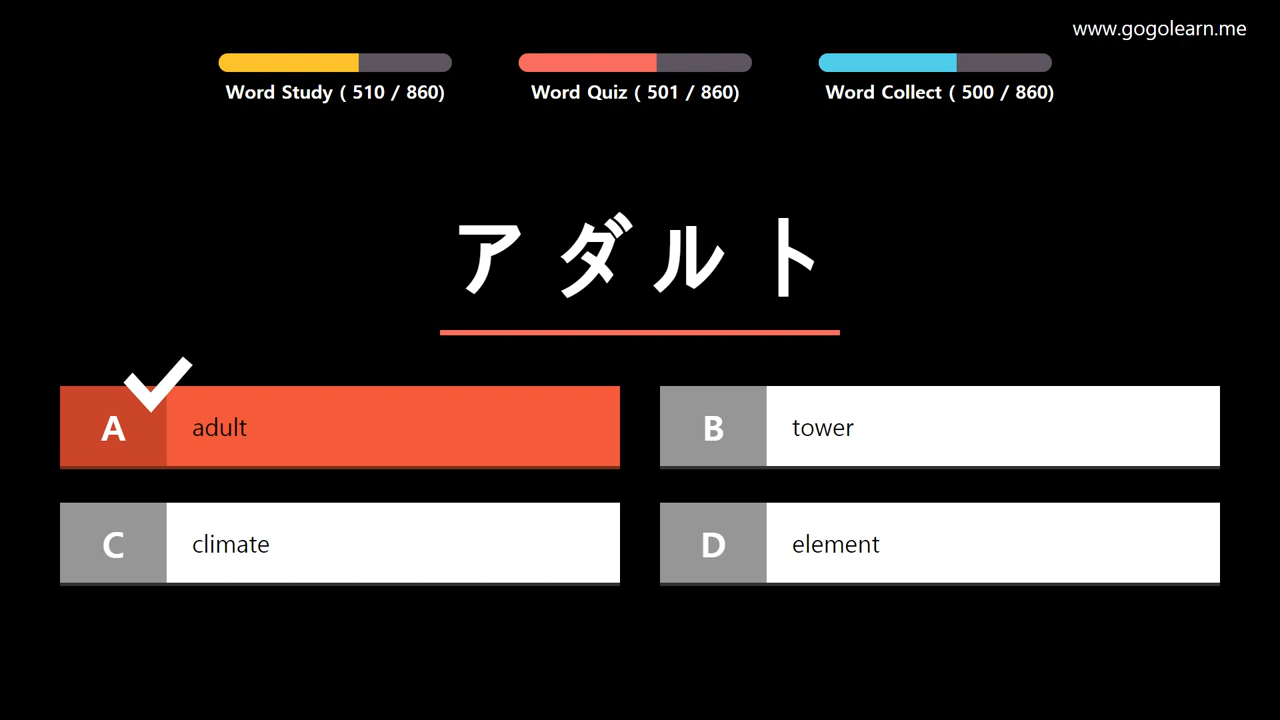 www.gogolearn.me
Word Study ( 510 / 860)
Word Quiz ( 501 / 860)
Word Collect ( 500 / 860)
アダルト
A adult
B tower
C climate
D element